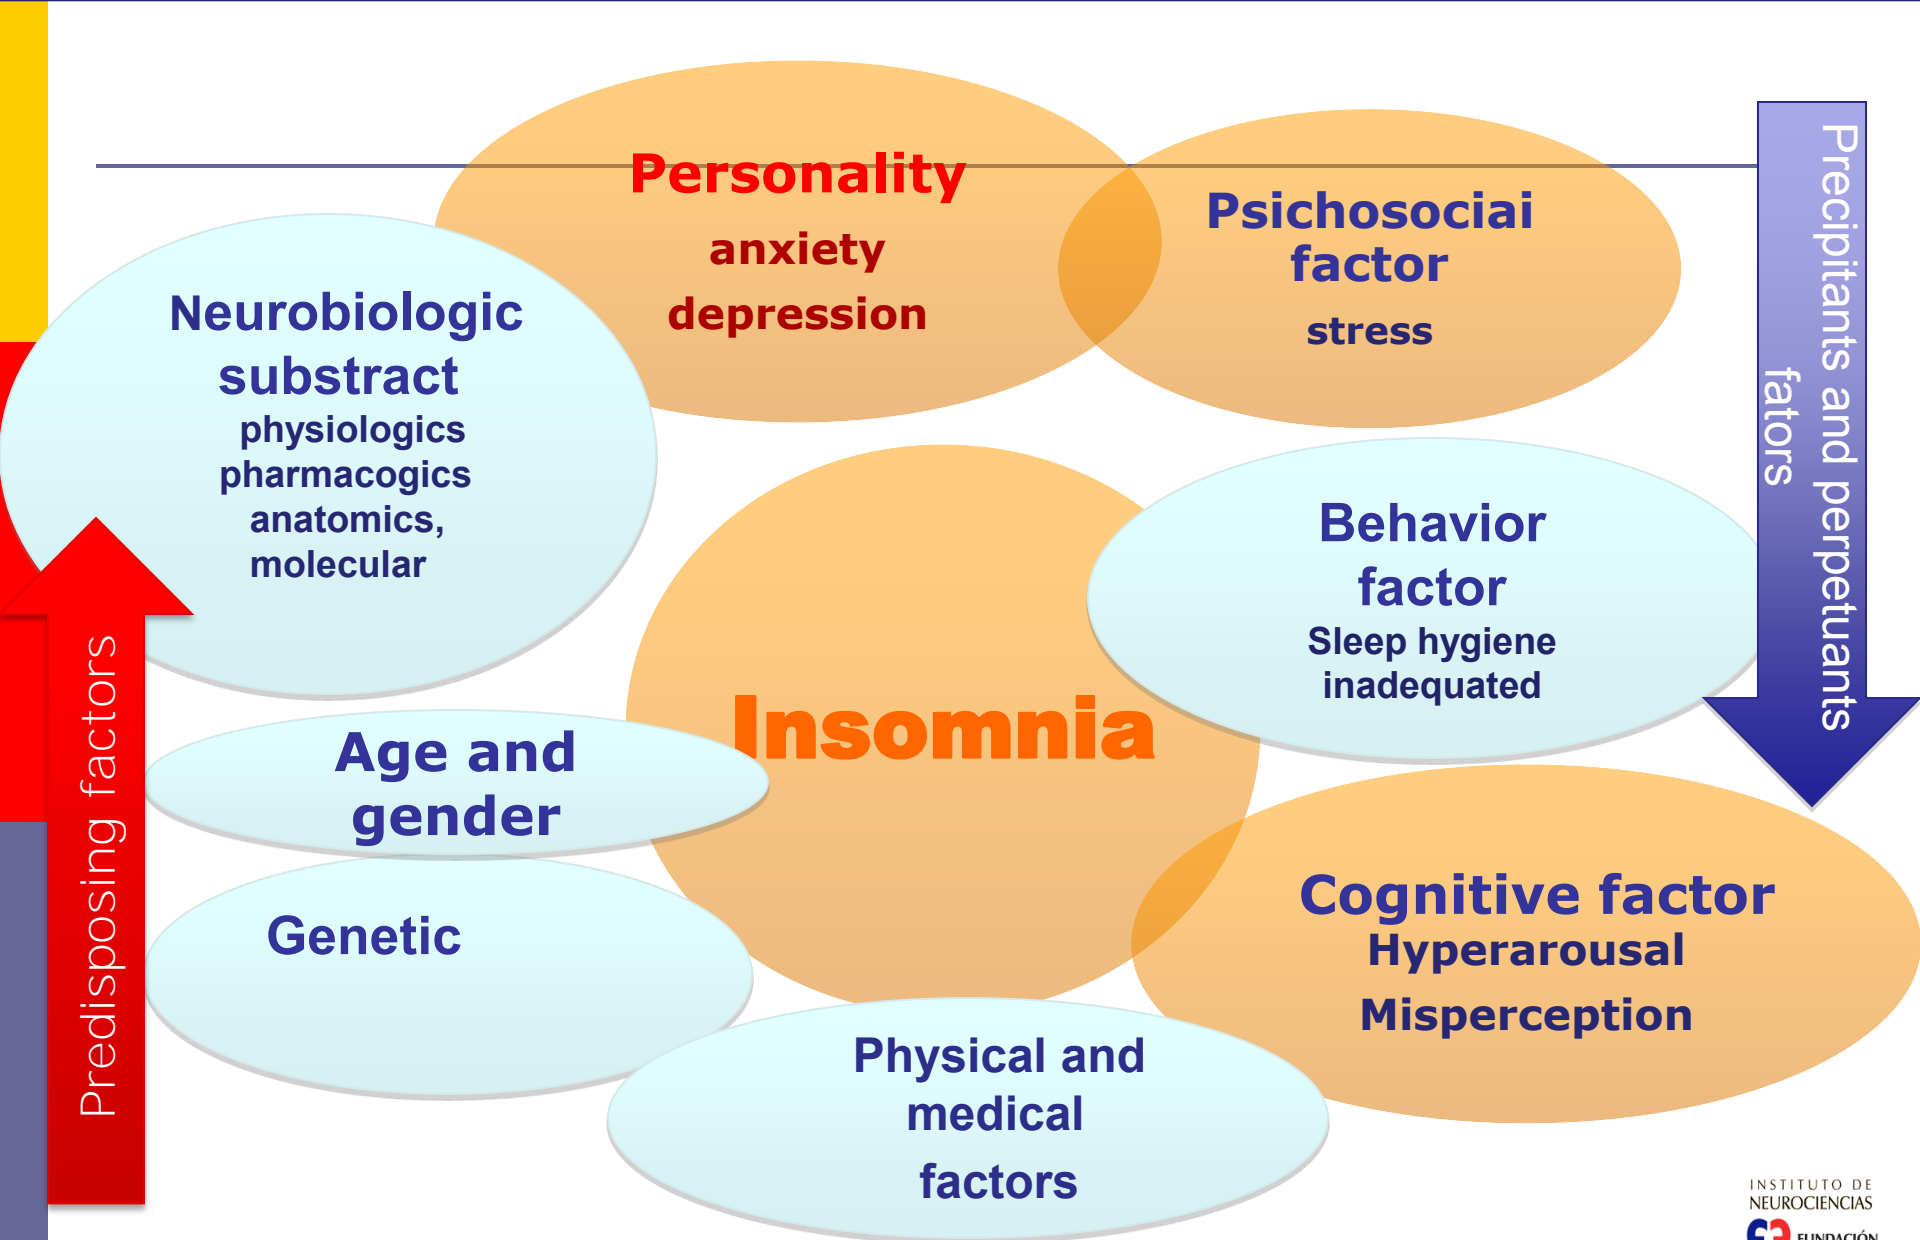 Personality
anxiety
depression
Psichosociai
factor
stress
Neurobiologic
substract
physiologics
pharmacogics
anatomics,
molecular
Precipitants and perpetuants
fators
Behavior
factor
Sleep hygiene
inadequated
Insomnia
Predisposing factors
Age and
gender
Genetic
Cognitive factor
Hyperarousal
Misperception
Physical and
medical
factors
INSTITUTO DE
NEUROCIENCIAS
FUNDACIÓN